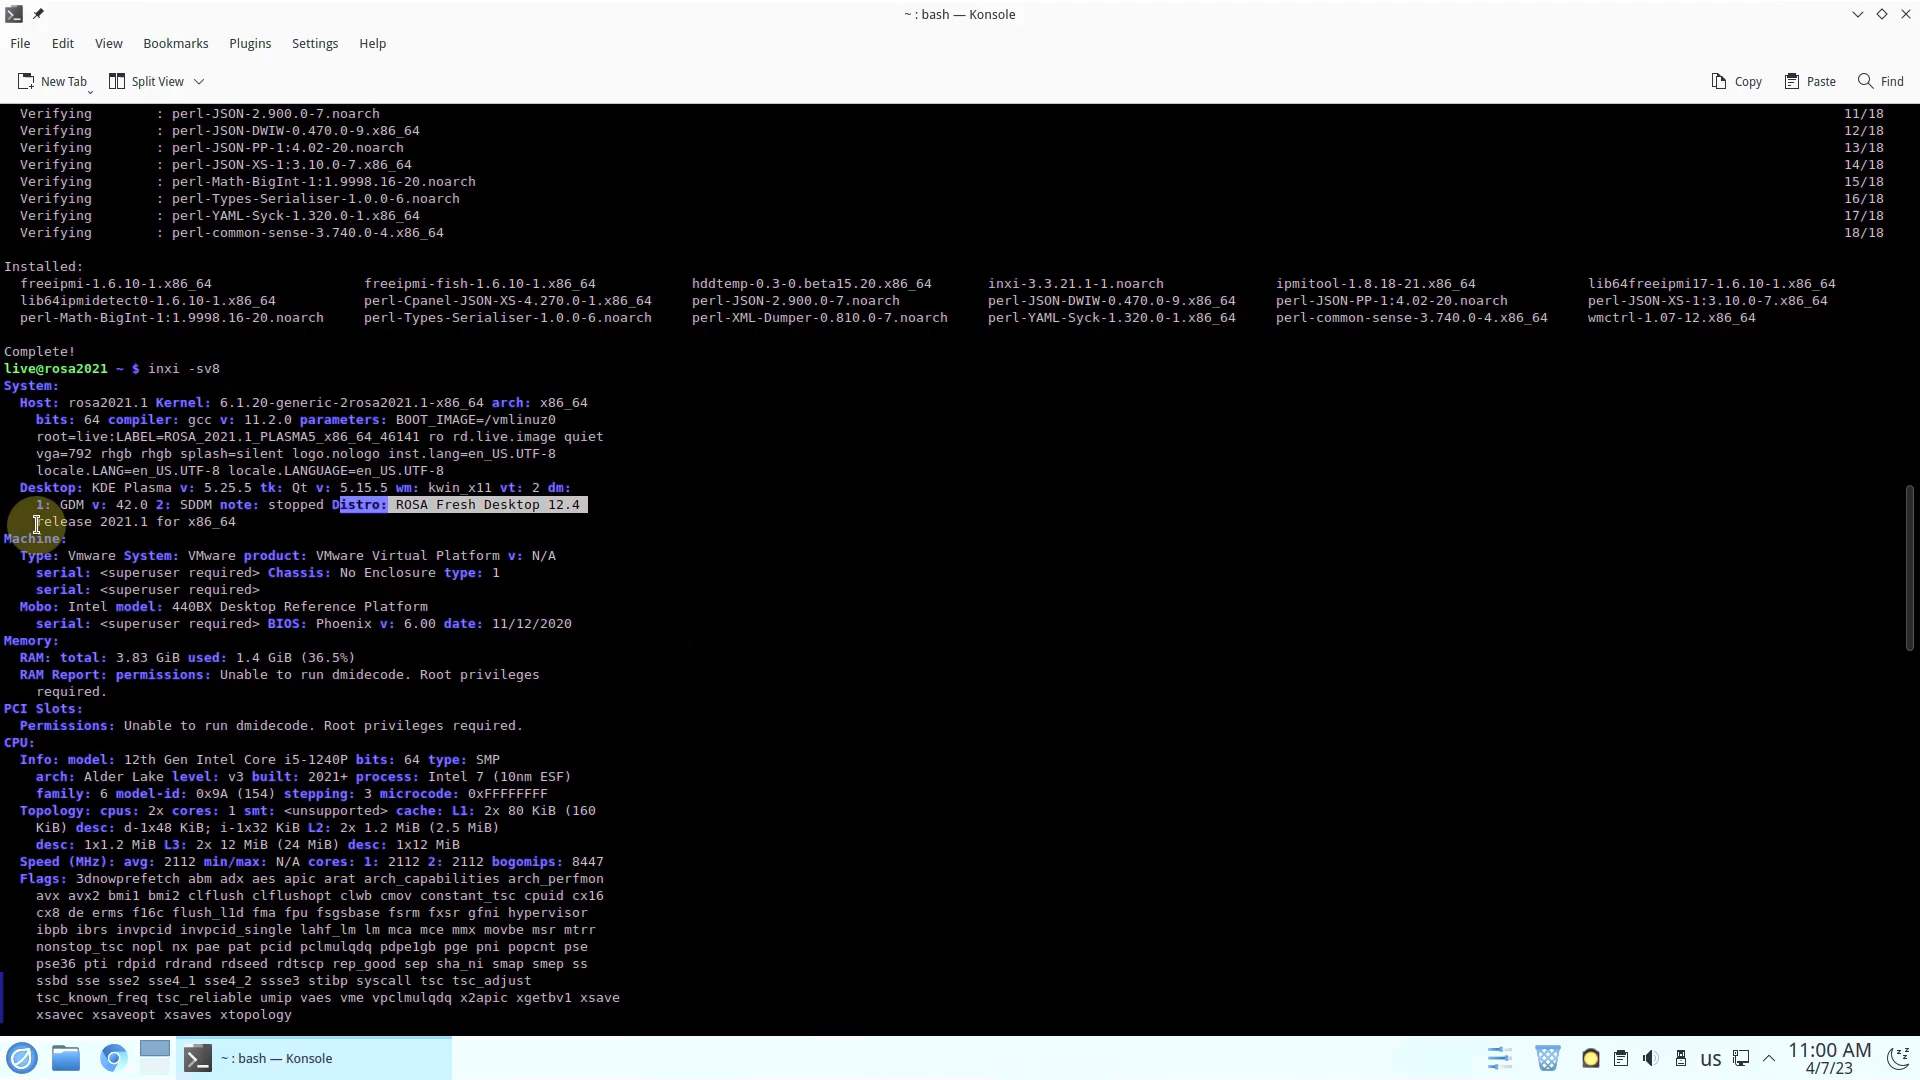 ~ : bash — Konsole
File Edit View Bookmarks Plugins Settings Help
New Tab Split View Copy Paste Find
Verifying : perl-JSON-2.900.0-7.noarch 11/18
Verifying : perl-JSON-DWIW-0.470.0-9.x86_64 12/18
Verifying : perl-JSON-PP-1:4.02-20.noarch 13/18
Verifying : perl-JSON-XS-1:3.10.0-7.x86_64 14/18
Verifying : perl-Math-BigInt-1:1.9998.16-20.noarch 15/18
Verifying : perl-Types-Serialiser-1.0.0-6.noarch 16/18
Verifying : perl-YAML-Syck-1.320.0-1.x86_64 17/18
Verifying : perl-common-sense-3.740.0-4.x86_64 18/18
Installed:
freeipmi-1.6.10-1.x86_64 freeipmi-fish-1.6.10-1.x86_64 hddtemp-0.3-0.beta15.20.x86_64 inxi-3.3.21.1-1.noarch ipmitool-1.8.18-21.x86_64 lib64freeipmi17-1.6.10-1.x86_64
lib64ipmidetect0-1.6.10-1.x86_64 perl-Cpanel-JSON-XS-4.270.0-1.x86_64 perl-JSON-2.900.0-7.noarch perl-JSON-DWIW-0.470.0-9.x86_64 perl-JSON-PP-1:4.02-20.noarch perl-JSON-XS-1:3.10.0-7.x86_64
perl-Math-BigInt-1:1.9998.16-20.noarch perl-Types-Serialiser-1.0.0-6.noarch perl-XML-Dumper-0.810.0-7.noarch perl-YAML-Syck-1.320.0-1.x86_64 perl-common-sense-3.740.0-4.x86_64 wmctrl-1.07-12.x86_64
Complete!
live@rosa2021 ~ $ inxi -sv8
System:
Host: rosa2021.1 Kernel: 6.1.20-generic-2rosa2021.1-x86_64 arch: x86_64
bits: 64 compiler: gcc v: 11.2.0 parameters: BOOT_IMAGE=/vmlinuz0
root=live:LABEL=ROSA_2021.1_PLASMA5_x86_64_46141 ro rd.live.image quiet
vga=792 rhgb rhgb splash=silent logo.nologo inst.lang=en_US.UTF-8
locale.LANG=en_US.UTF-8 locale.LANGUAGE=en_US.UTF-8
Desktop: KDE Plasma v: 5.25.5 tk: Qt v: 5.15.5 wm: kwin_x11 vt: 2 dm:
1: GDM v: 42.0 2: SDDM note: stopped Distro: ROSA Fresh Desktop 12.4
release 2021.1 for x86_64
Machine:
Type: Vmware System: VMware product: VMware Virtual Platform v: N/A
serial: <superuser required> Chassis: No Enclosure type: 1
serial: <superuser required>
Mobo: Intel model: 440BX Desktop Reference Platform
serial: <superuser required> BIOS: Phoenix v: 6.00 date: 11/12/2020
Memory:
RAM: total: 3.83 GiB used: 1.4 GiB (36.5%)
RAM Report: permissions: Unable to run dmidecode. Root privileges
required.
PCI Slots:
Permissions: Unable to run dmidecode. Root privileges required.
CPU:
Info: model: 12th Gen Intel Core i5-1240P bits: 64 type: SMP
arch: Alder Lake level: v3 built: 2021+ process: Intel 7 (10nm ESF)
family: 6 model-id: 0x9A (154) stepping: 3 microcode: 0xFFFFFFFF
Topology: cpus: 2x cores: 1 smt: <unsupported> cache: L1: 2x 80 KiB (160
KiB) desc: d-1x48 KiB; i-1x32 KiB L2: 2x 1.2 MiB (2.5 MiB)
desc: 1x1.2 MiB L3: 2x 12 MiB (24 MiB) desc: 1x12 MiB
Speed (MHz): avg: 2112 min/max: N/A cores: 1: 2112 2: 2112 bogomips: 8447
Flags: 3dnowprefetch abm adx aes apic arat arch_capabilities arch_perfmon
avx avx2 bmi1 bmi2 clflush clflushopt clwb cmov constant_tsc cpuid cx16
cx8 de erms f16c flush_l1d fma fpu fsgsbase fsrm fxsr gfni hypervisor
ibpb ibrs invpcid invpcid_single lahf_lm lm mca mce mmx movbe msr mtrr
nonstop_tsc nopl nx pae pat pcid pclmulqdq pdpe1gb pge pni popcnt pse
pse36 pti rdpid rdrand rdseed rdtscp rep_good sep sha_ni smap smep ss
ssbd sse sse2 sse4_1 sse4_2 ssse3 stibp syscall tsc tsc_adjust
tsc_known_freq tsc_reliable umip vaes vme vpclmulqdq x2apic xgetbv1 xsave
xsavec xsaveopt xsaves xtopology
~ : bash — Konsole us 11:00 AM
4/7/23